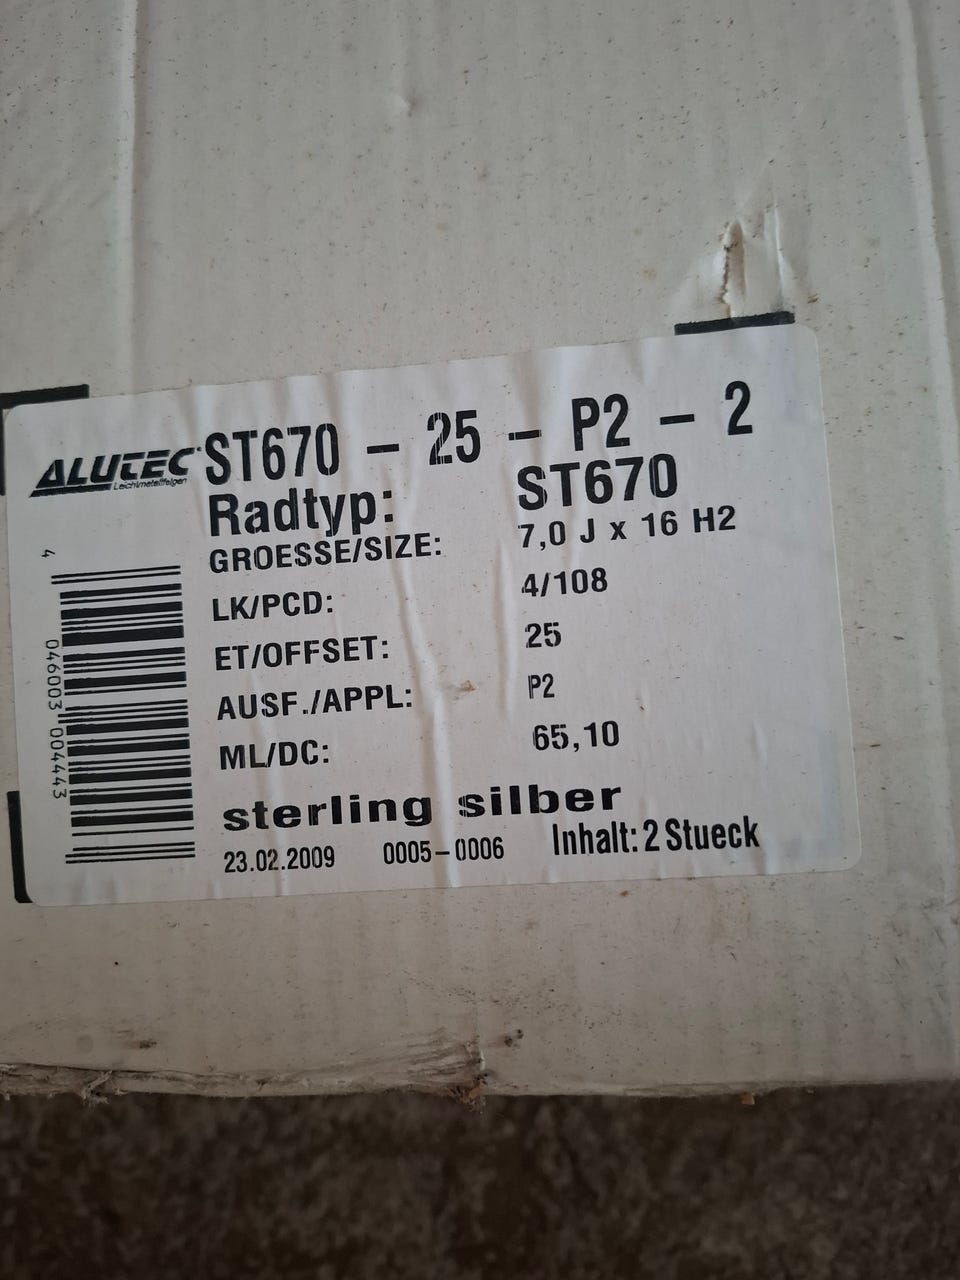 ALUTEC ST670 - 25 - P2 - 2
Leichtmetallfelgen
Radtyp: ST670
GROESSE/SIZE: 7,0 J x 16 H2
LK/PCD: 4/108
ET/OFFSET: 25
AUSF./APPL: P2
ML/DC: 65,10
sterling silber
23.02.2009 0005-0006 Inhalt: 2 Stueck
4 046003 004443